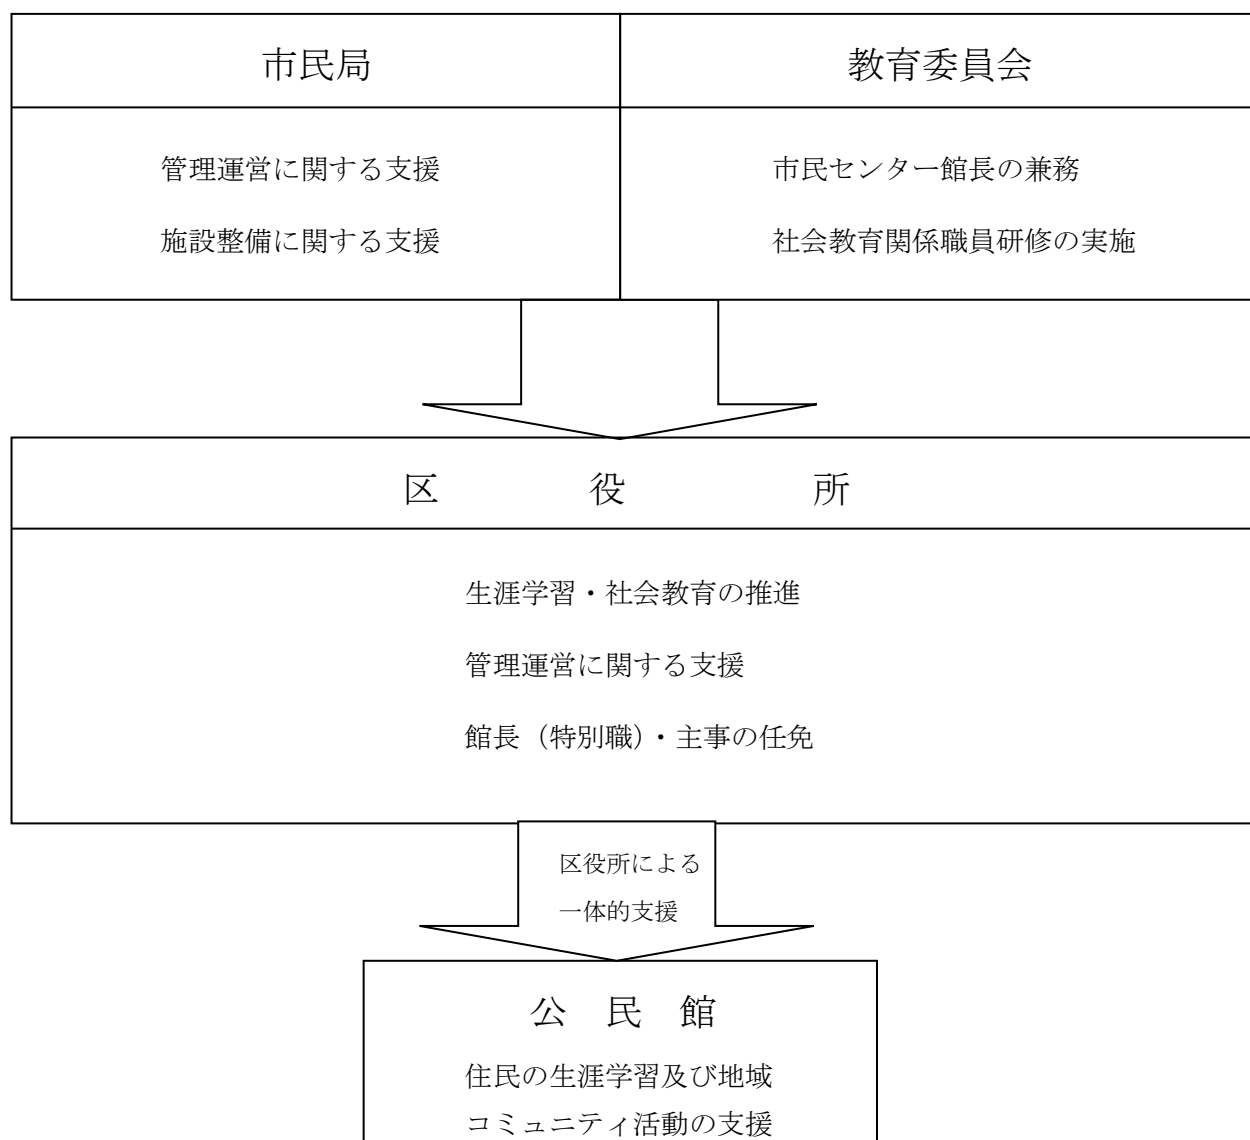 市民局
教育委員会
管理運営に関する支援
施設整備に関する支援
市民センター館長の兼務
社会教育関係職員研修の実施
区役所
生涯学習・社会教育の推進
管理運営に関する支援
館長（特別職）・主事の任免
区役所による
一体的支援
公民館
住民の生涯学習及び地域
コミュニティ活動の支援